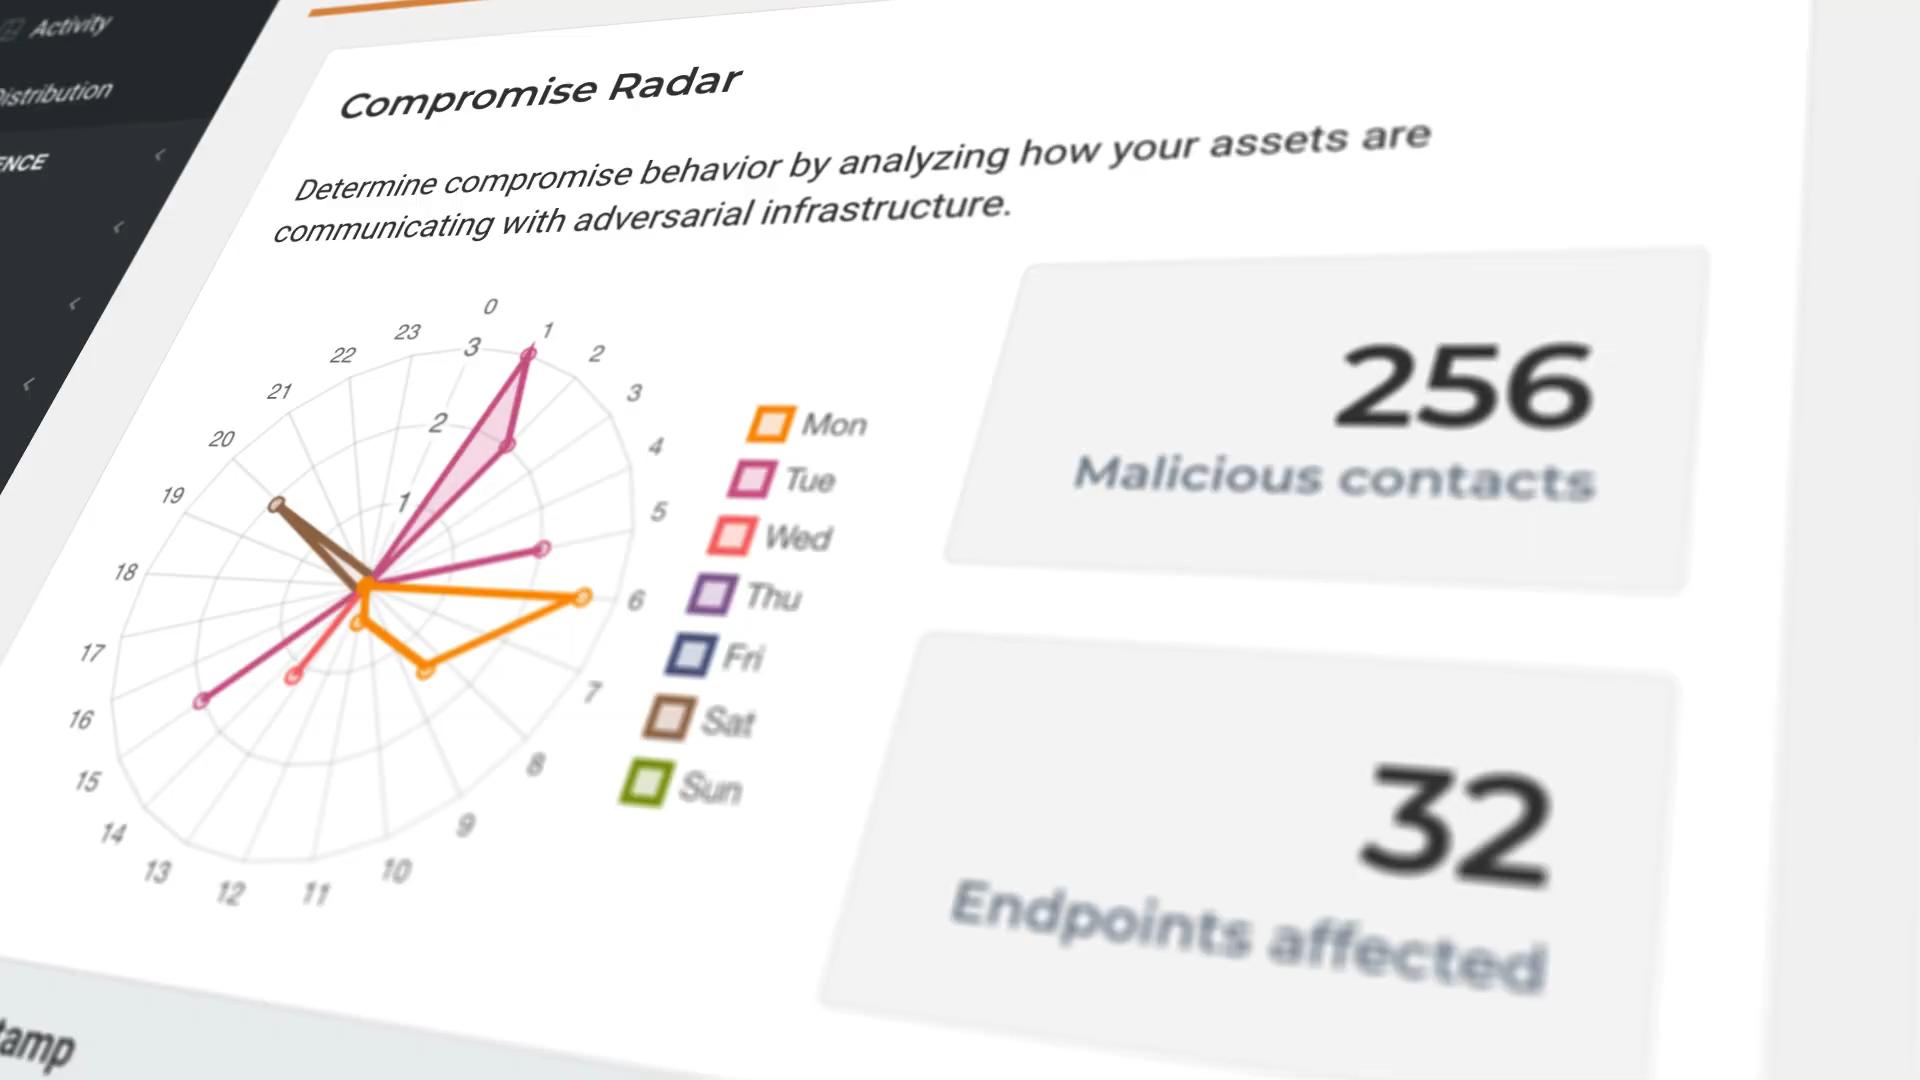 Activity
Distribution
ENCE
Compromise Radar
Determine compromise behavior by analyzing how your assets are
communicating with adversarial infrastructure.
0
1
2
3
4
5
6
7
8
9
10
11
12
13
14
15
16
17
18
19
20
21
22
23
3
2
1
Mon
Tue
Wed
Thu
Fri
Sat
Sun
256
Malicious contacts
32
Endpoints affected
tamp